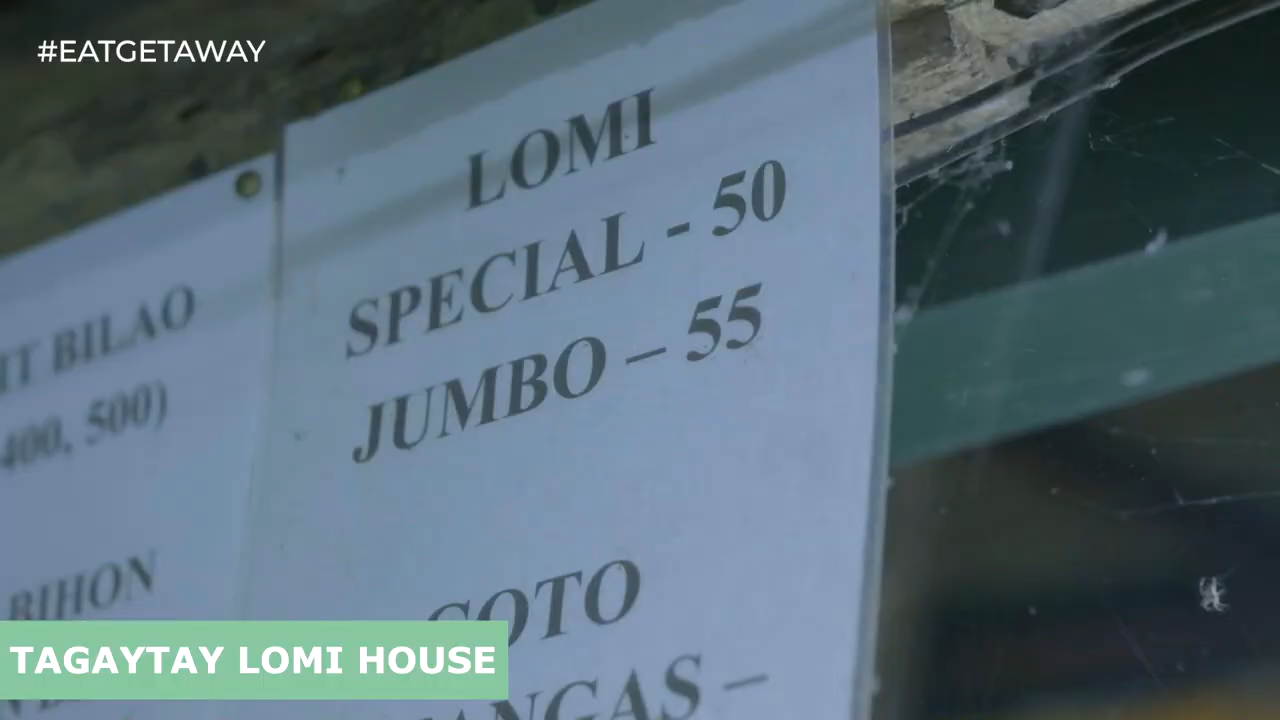 #EATGETAWAY
LOMI
SPECIAL - 50
JUMBO – 55
BILAO
400, 500)
BIHON
GOTO
TAGAYTAY LOMI HOUSE